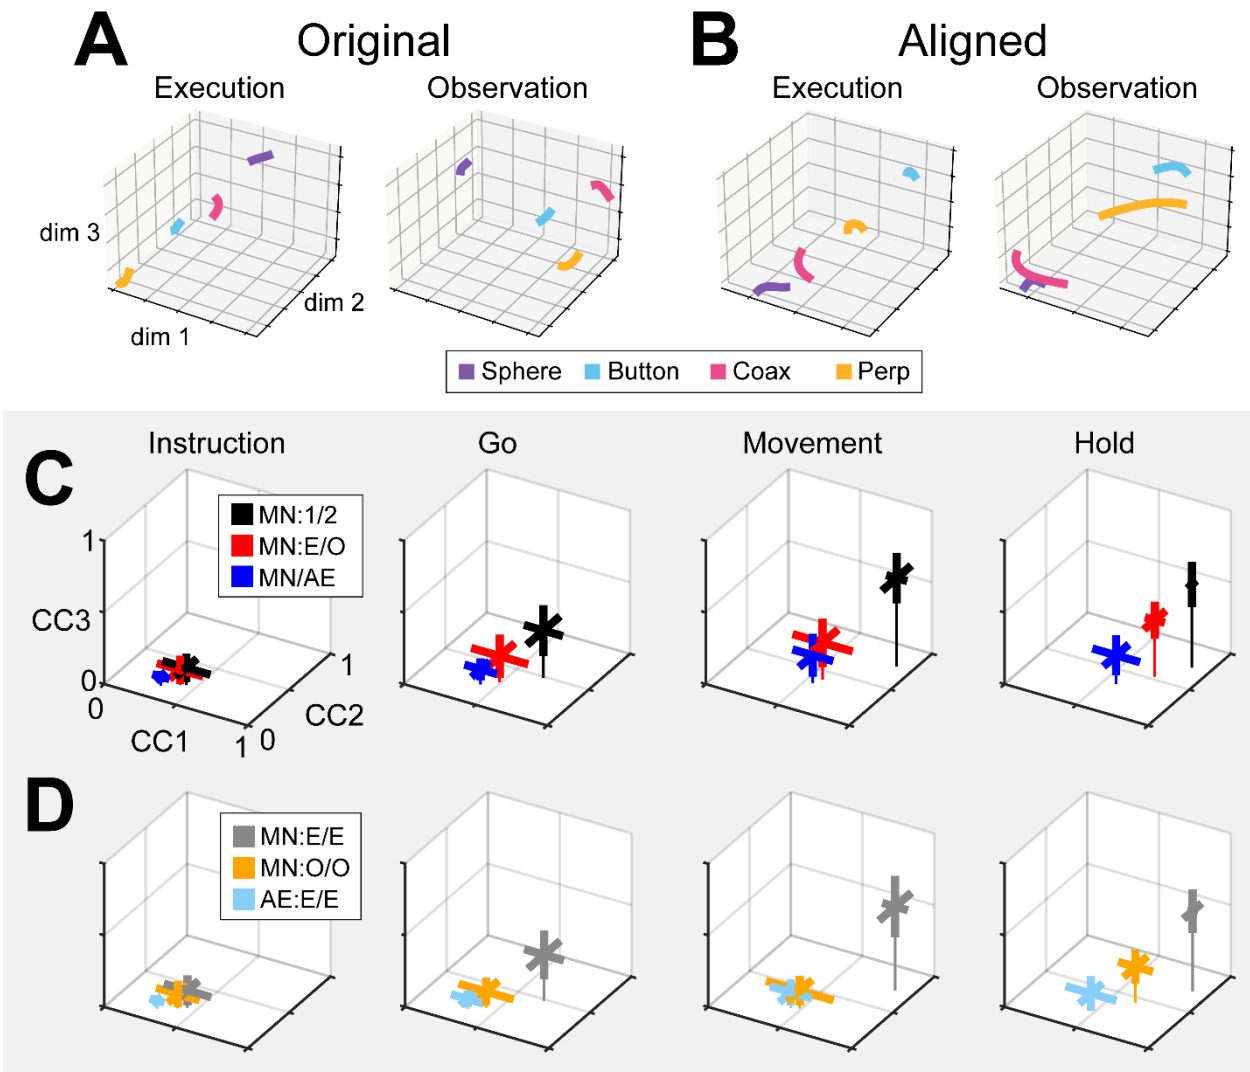 A Original B Aligned
Execution Observation Execution Observation
dim 3
dim 2
dim 1
Sphere Button Coax Perp
Instruction Go Movement Hold
C
MN:1/2
MN:E/O
MN/AE
1
CC3
0
0
1
CC2
CC1
1 0
D
MN:E/E
MN:O/O
AE:E/E